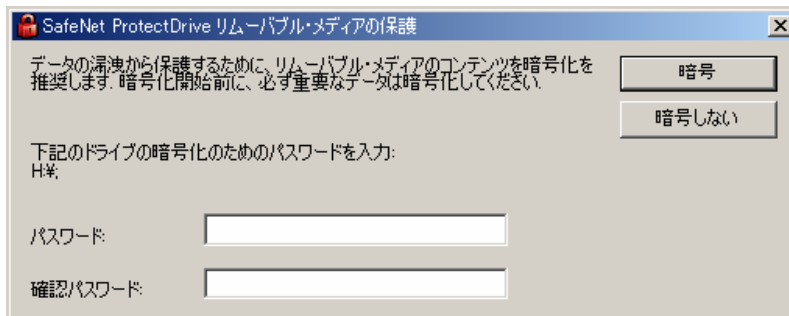 SafeNet ProtectDrive リムーバブル・メディアの保護
データの漏洩から保護するために、リムーバブル・メディアのコンテンツを暗号化を
推奨します. 暗号化開始前に、必ず重要なデータは暗号化してください.
暗号
暗号しない
下記のドライブの暗号化のためのパスワードを入力:
H:¥;
パスワード:
確認パスワード: